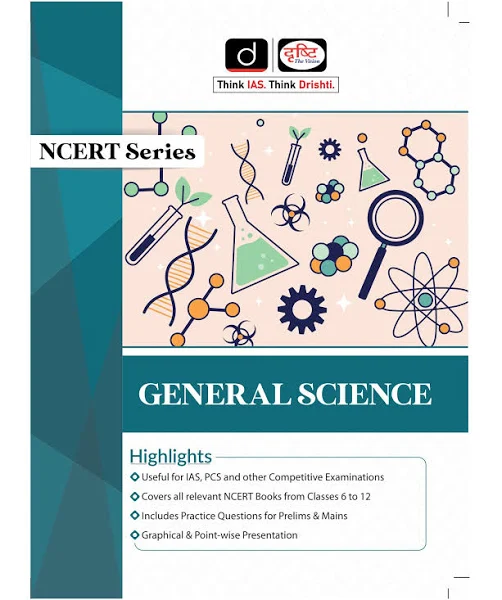 d
दृष्टि
The Vision
Think IAS. Think Drishti.
NCERT Series
GENERAL SCIENCE
Highlights
Useful for IAS, PCS and other Competitive Examinations
Covers all relevant NCERT Books from Classes 6 to 12
Includes Practice Questions for Prelims & Mains
Graphical & Point-wise Presentation